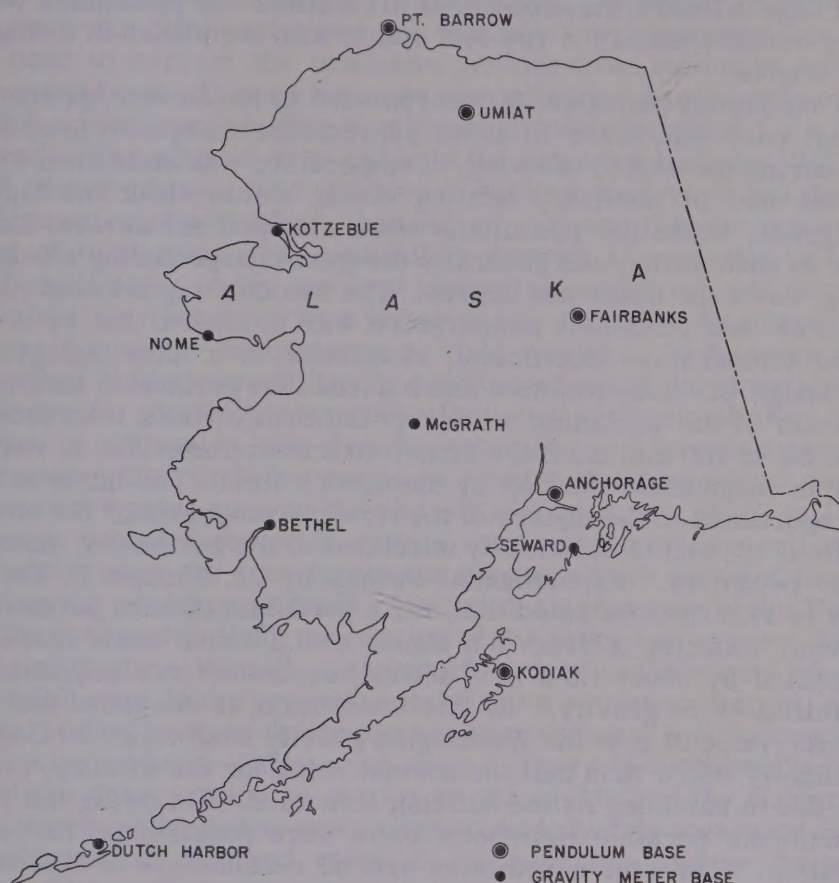 PT. BARROW
UMIAT
KOTZEBUE
A L A S K A
FAIRBANKS
NOME
McGRATH
ANCHORAGE
BETHEL
SEWARD
KODIAK
DUTCH HARBOR
PENDULUM BASE
GRAVITY METER BASE